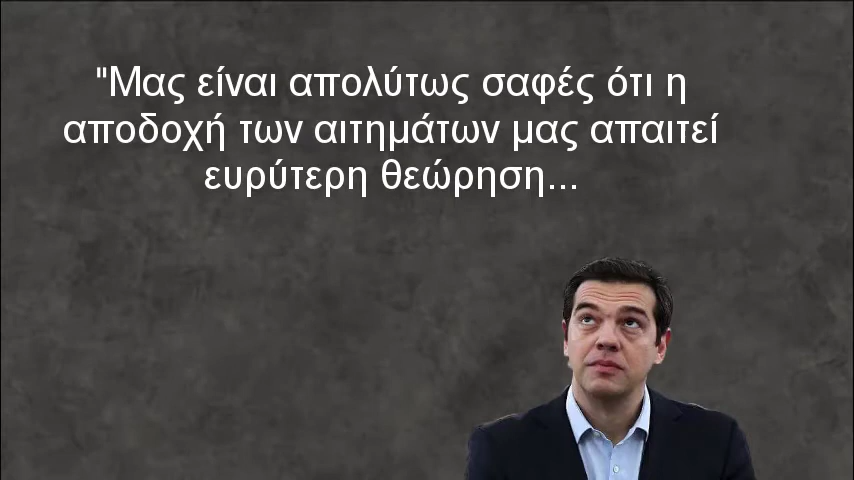 "Μας είναι απολύτως σαφές ότι η
αποδοχή των αιτημάτων μας απαιτεί
ευρύτερη θεώρηση...